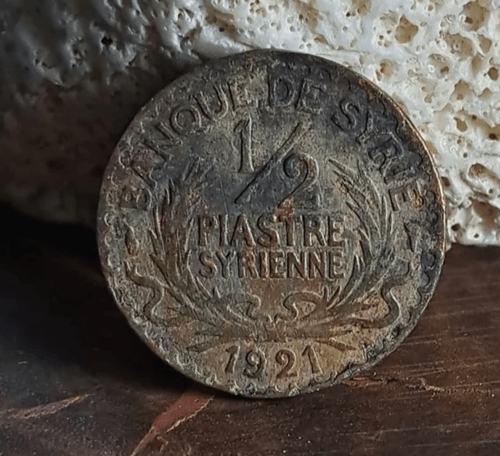 BANQUE DE SYRIE
1/2
PIASTRE
SYRIENNE
1921